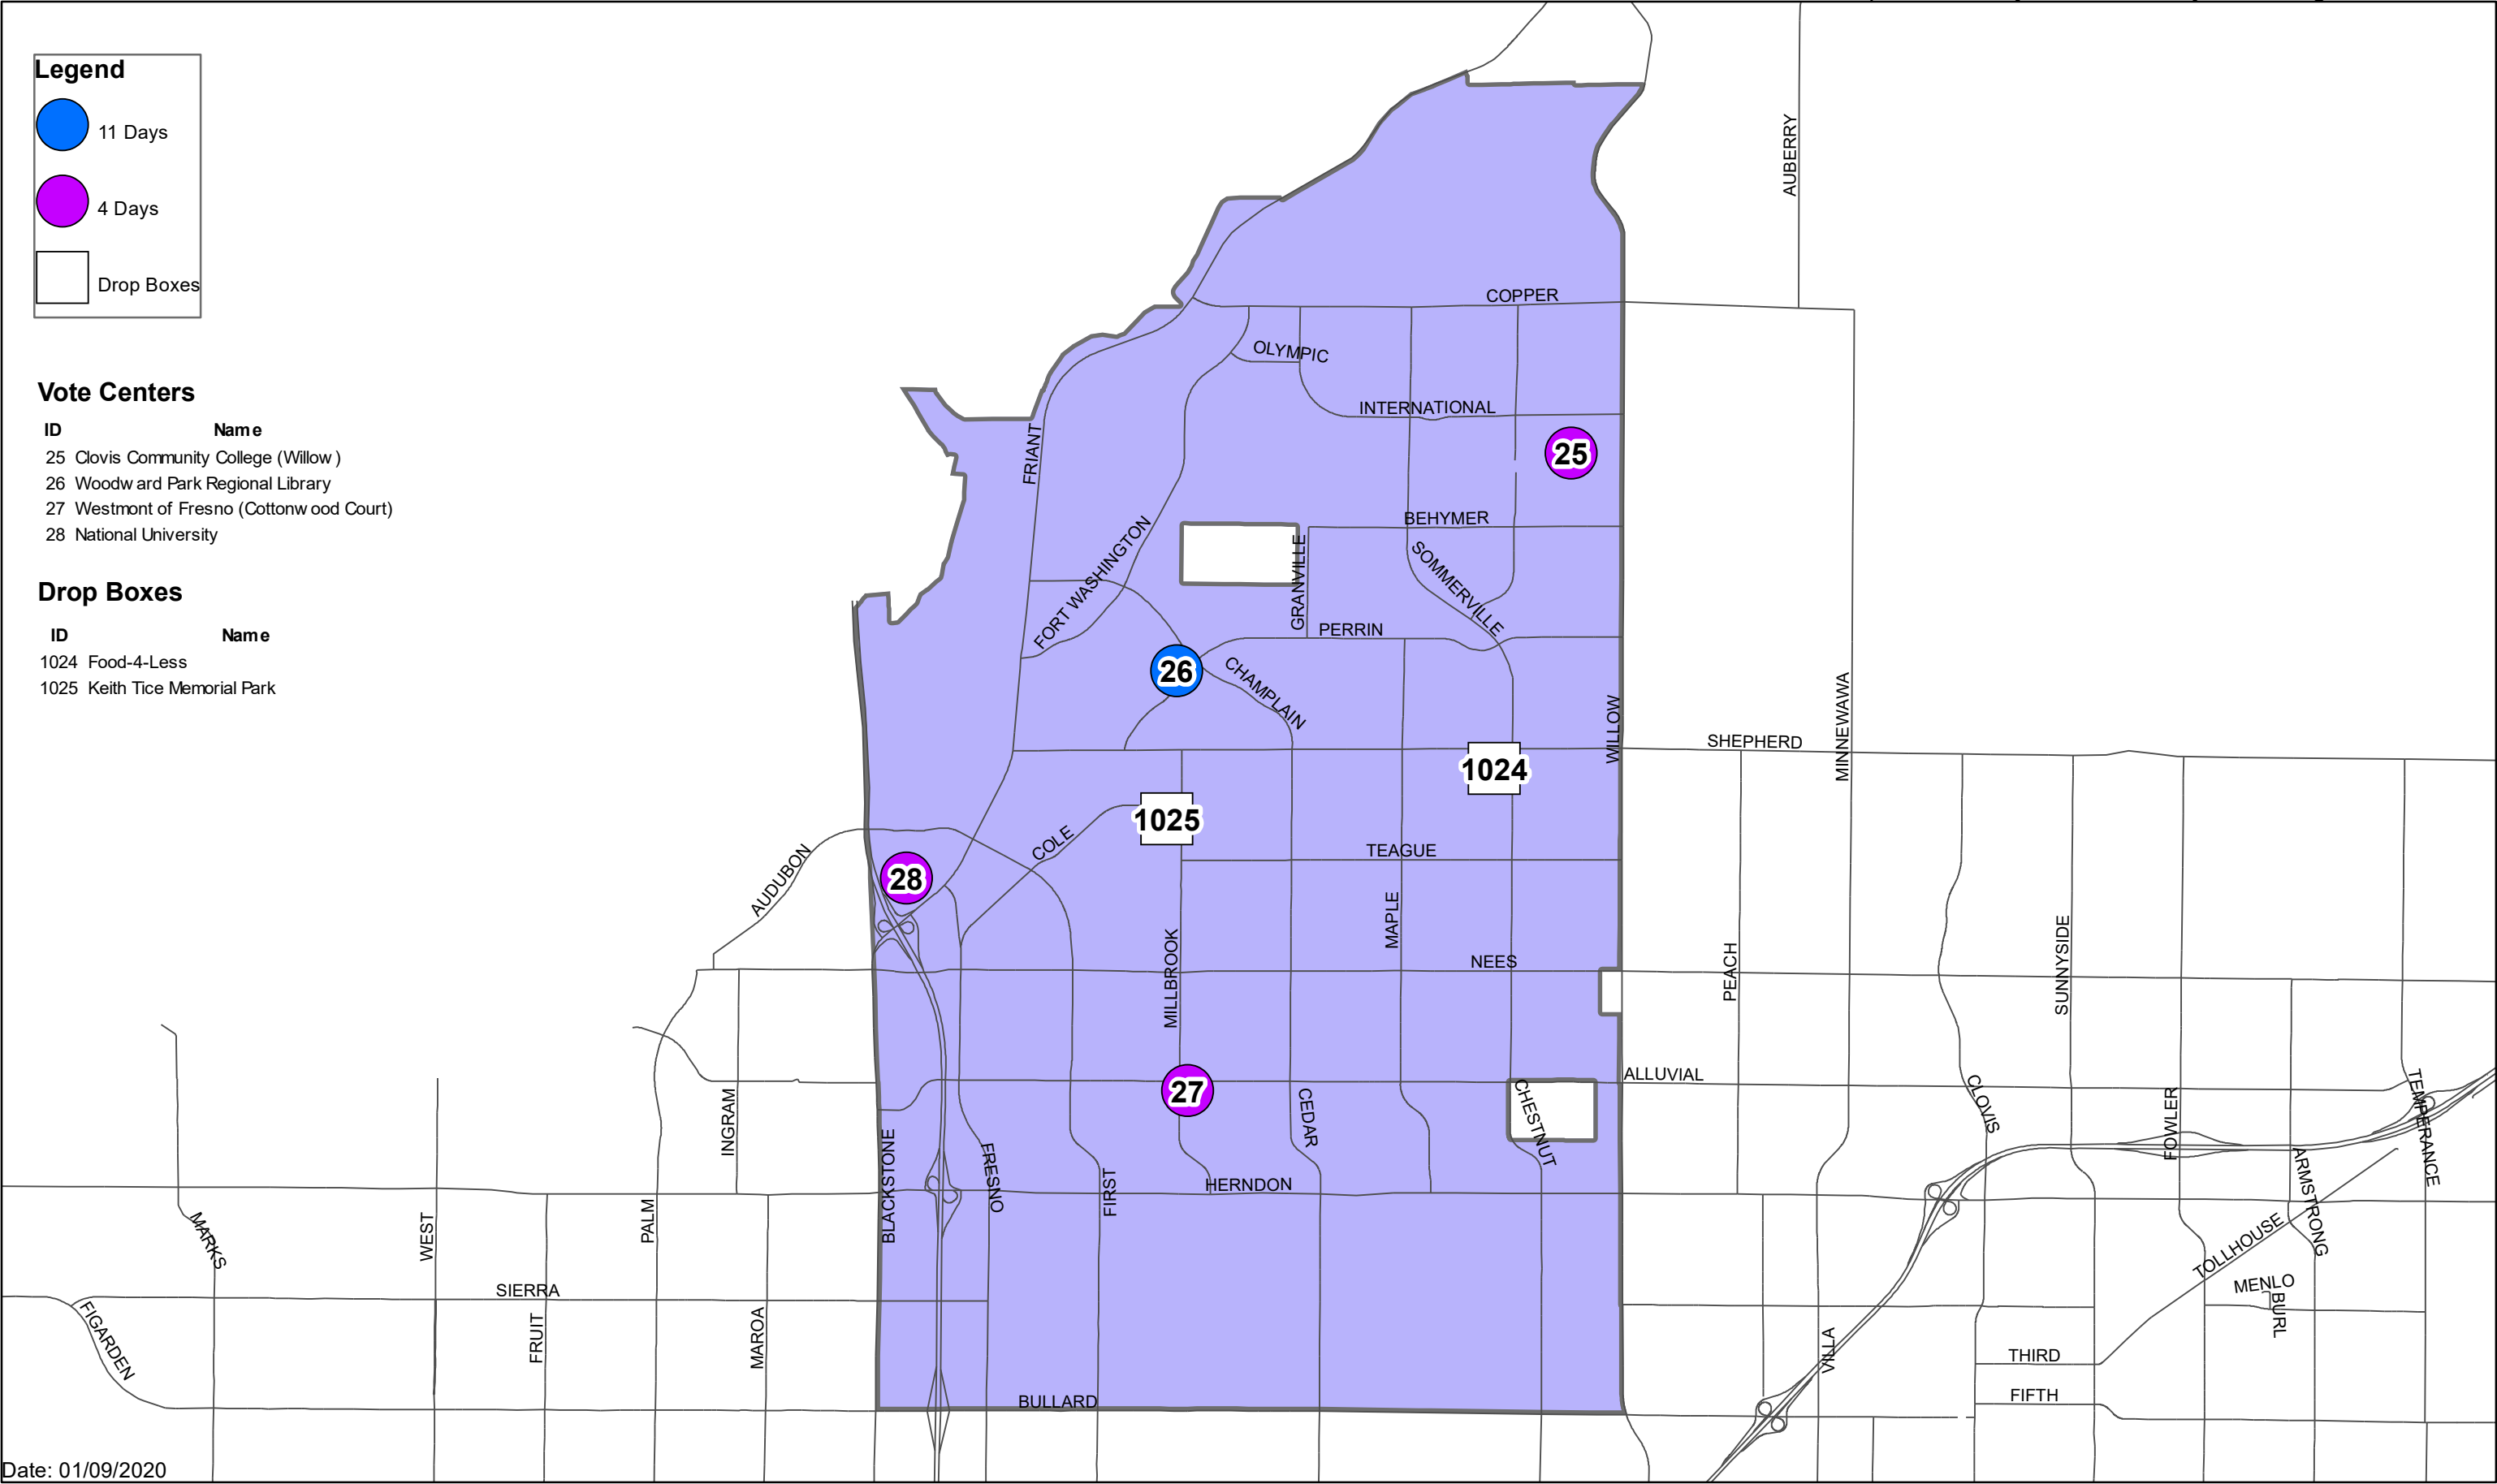 Legend
11 Days
4 Days
Drop Boxes
Vote Centers
ID Name
25 Clovis Community College (Willow)
26 Woodward Park Regional Library
27 Westmont of Fresno (Cottonwood Court)
28 National University
Drop Boxes
ID Name
1024 Food-4-Less
1025 Keith Tice Memorial Park
AUBERRY
COPPER
OLYMPIC
INTERNATIONAL
FRIANT
25
BEHYMER
FORT WASHINGTON
GRANVILLE
SOMMERVILLE
PERRIN
26
CHAMPLAIN
WILLOW
MINNEWAWA
SHEPHERD
1024
1025
COLE
TEAGUE
AUDUBON
28
MAPLE
MILLBROOK
NEES
PEACH
SUNNYSIDE
ALLUVIAL
27
INGRAM
BLACKSTONE
FRESNO
FIRST
CEDAR
CHESTNUT
CLOVIS
FOWLER
TEMPERANCE
ARMSTRONG
HERNDON
MARKS
WEST
PALM
TOLLHOUSE
MENLO
BURL
SIERRA
FIGARDEN
FRUIT
MAROA
VILLA
THIRD
FIFTH
BULLARD
Date: 01/09/2020